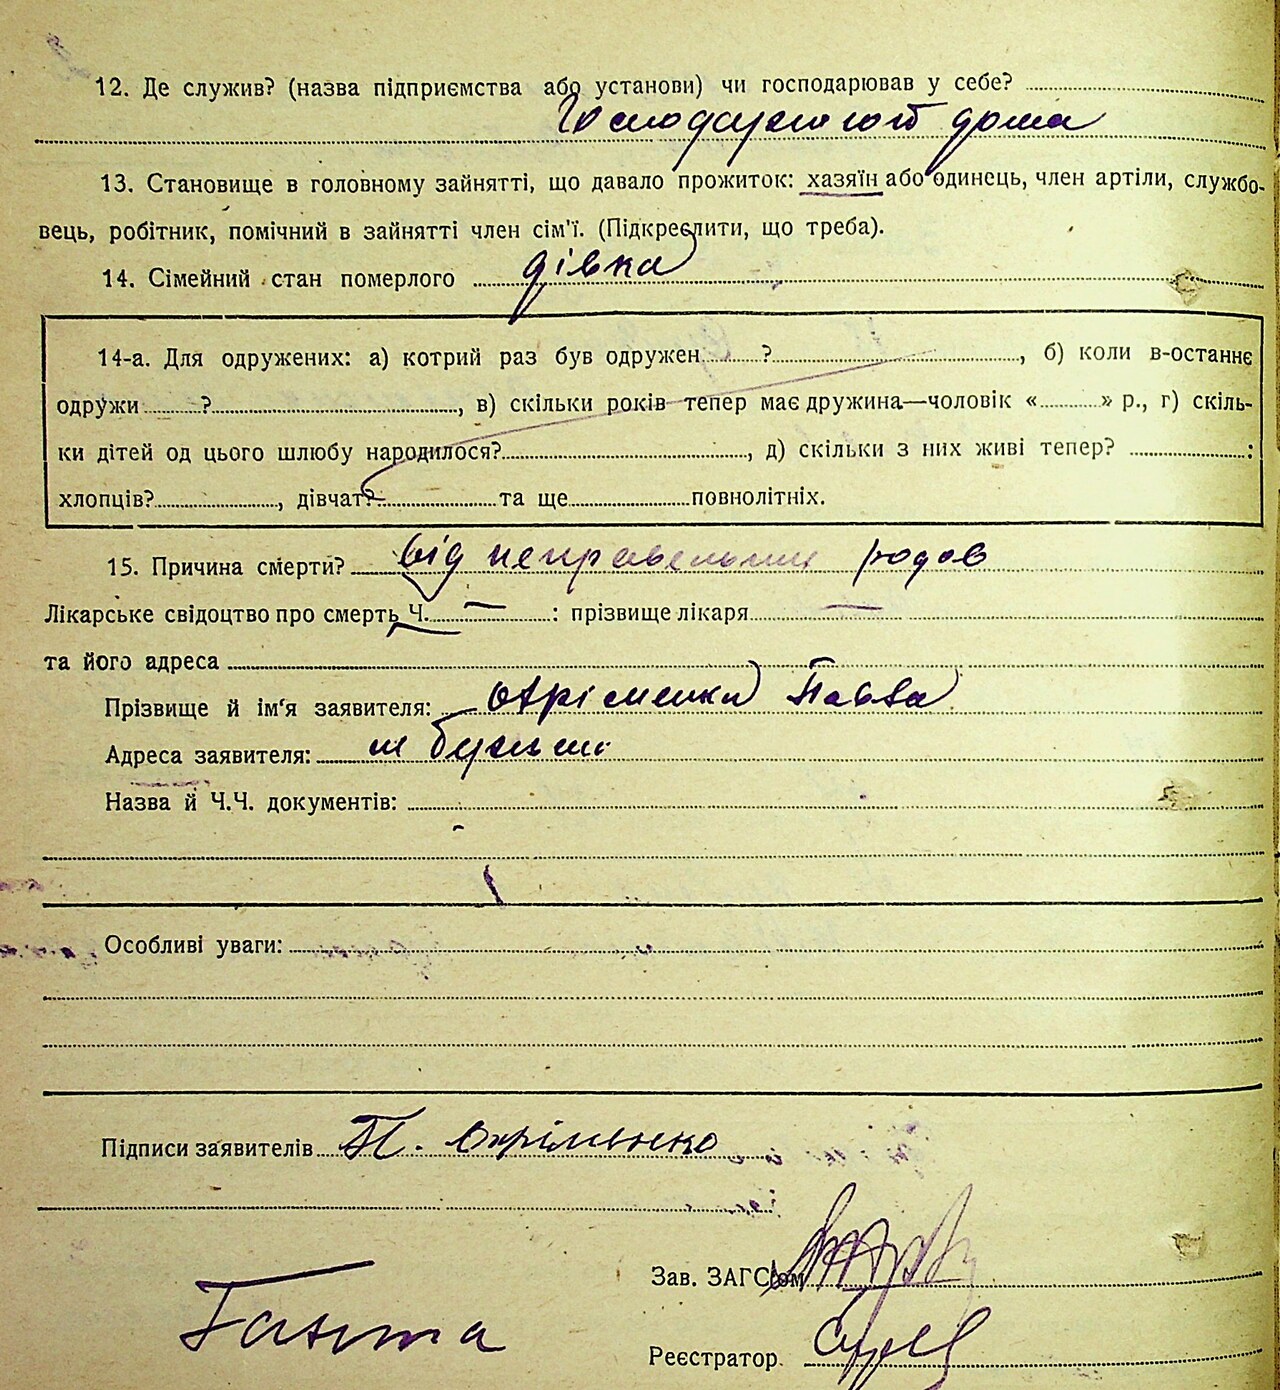 12. Де служив? (назва підприємства або установи) чи господарював у себе?
дома
13. Становище в головному зайнятті, що давало прожиток: хазяїн або одинець, член артіли, службо-
вець, робітник, помічний в зайнятті член сім'ї. (Підкреслити, що треба).
14. Сімейний стан померлого дівка
14-а. Для одружених: а) котрий раз був одружен ?, б) коли в-останнє
одружи ?, в) скільки років тепер має дружина—чоловік « » р., г) скіль-
ки дітей од цього шлюбу народилося?, д) скільки з них живі тепер? :
хлопців?, дівчат? та ще повнолітніх.
15. Причина смерти? від родов
Лікарське свідоцтво про смерть Ч. — : прізвище лікаря —
та його адреса
Прізвище й ім'я заявителя: Павла
Адреса заявителя:
Назва й Ч.Ч. документів:
Особливі уваги:
Підписи заявителів
Зав. ЗАГС'ом
Ганна
Реєстратор